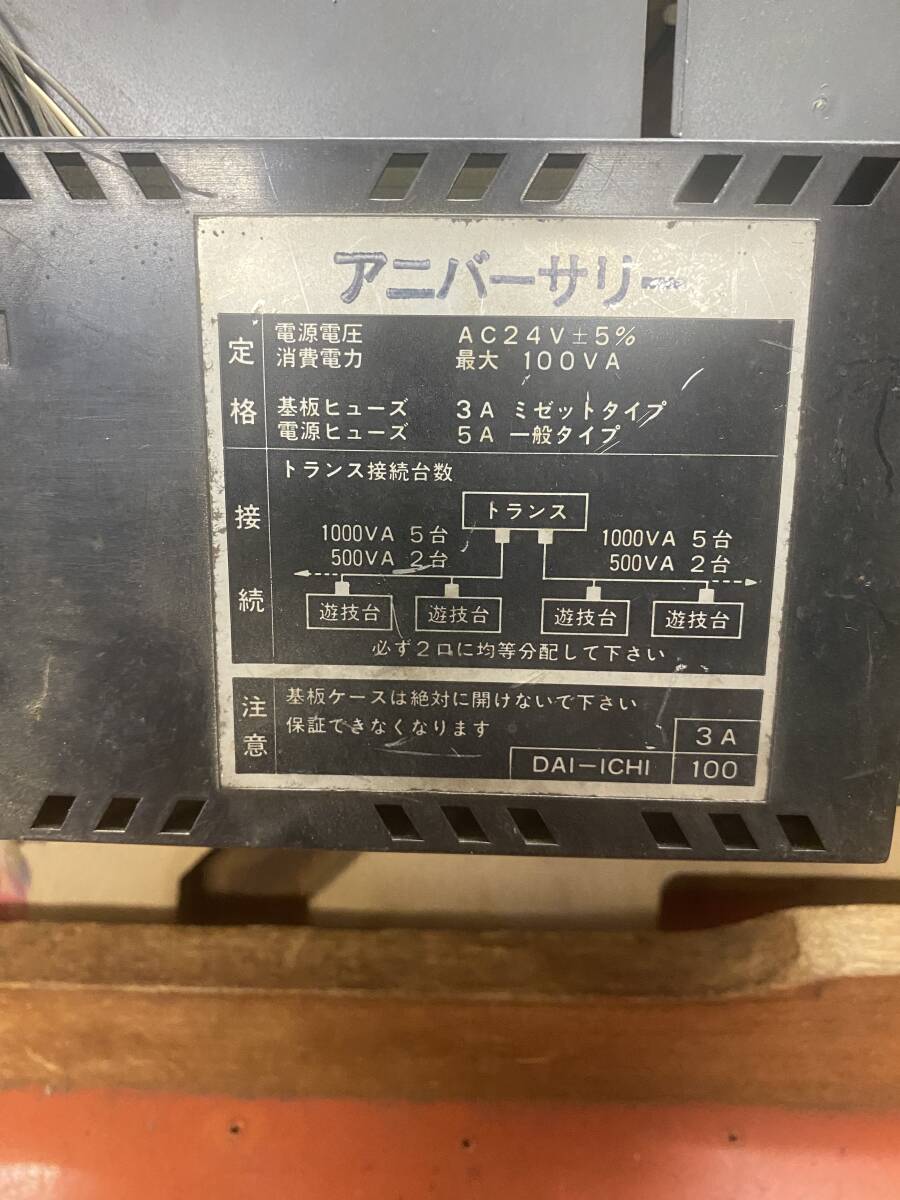 アニバーサリー
定格
電源電圧 AC24V±5%
消費電力 最大 100VA
基板ヒューズ 3A ミゼットタイプ
電源ヒューズ 5A 一般タイプ
接続
トランス接続台数
トランス
1000VA 5台 1000VA 5台
500VA 2台 500VA 2台
遊技台 遊技台 遊技台 遊技台
必ず2口に均等分配して下さい
注意
基板ケースは絶対に開けないで下さい
保証できなくなります
3A
DAI-ICHI 100